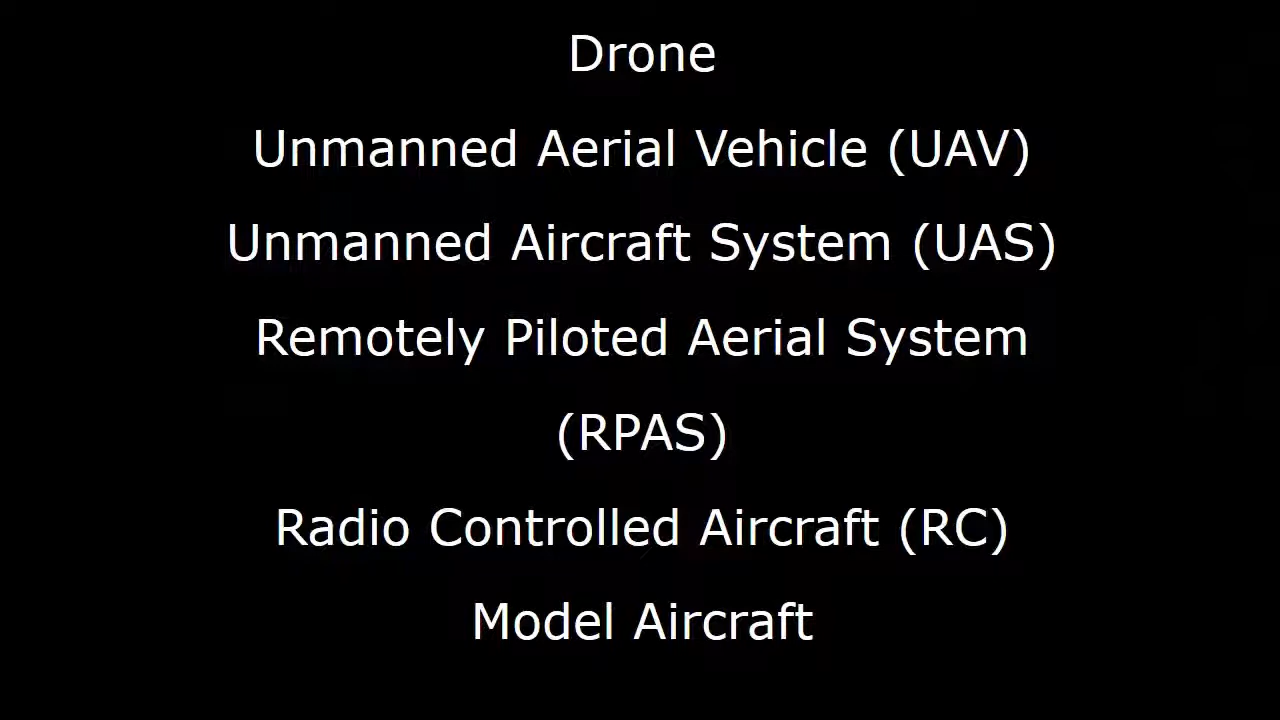 Drone
Unmanned Aerial Vehicle (UAV)
Unmanned Aircraft System (UAS)
Remotely Piloted Aerial System
(RPAS)
Radio Controlled Aircraft (RC)
Model Aircraft